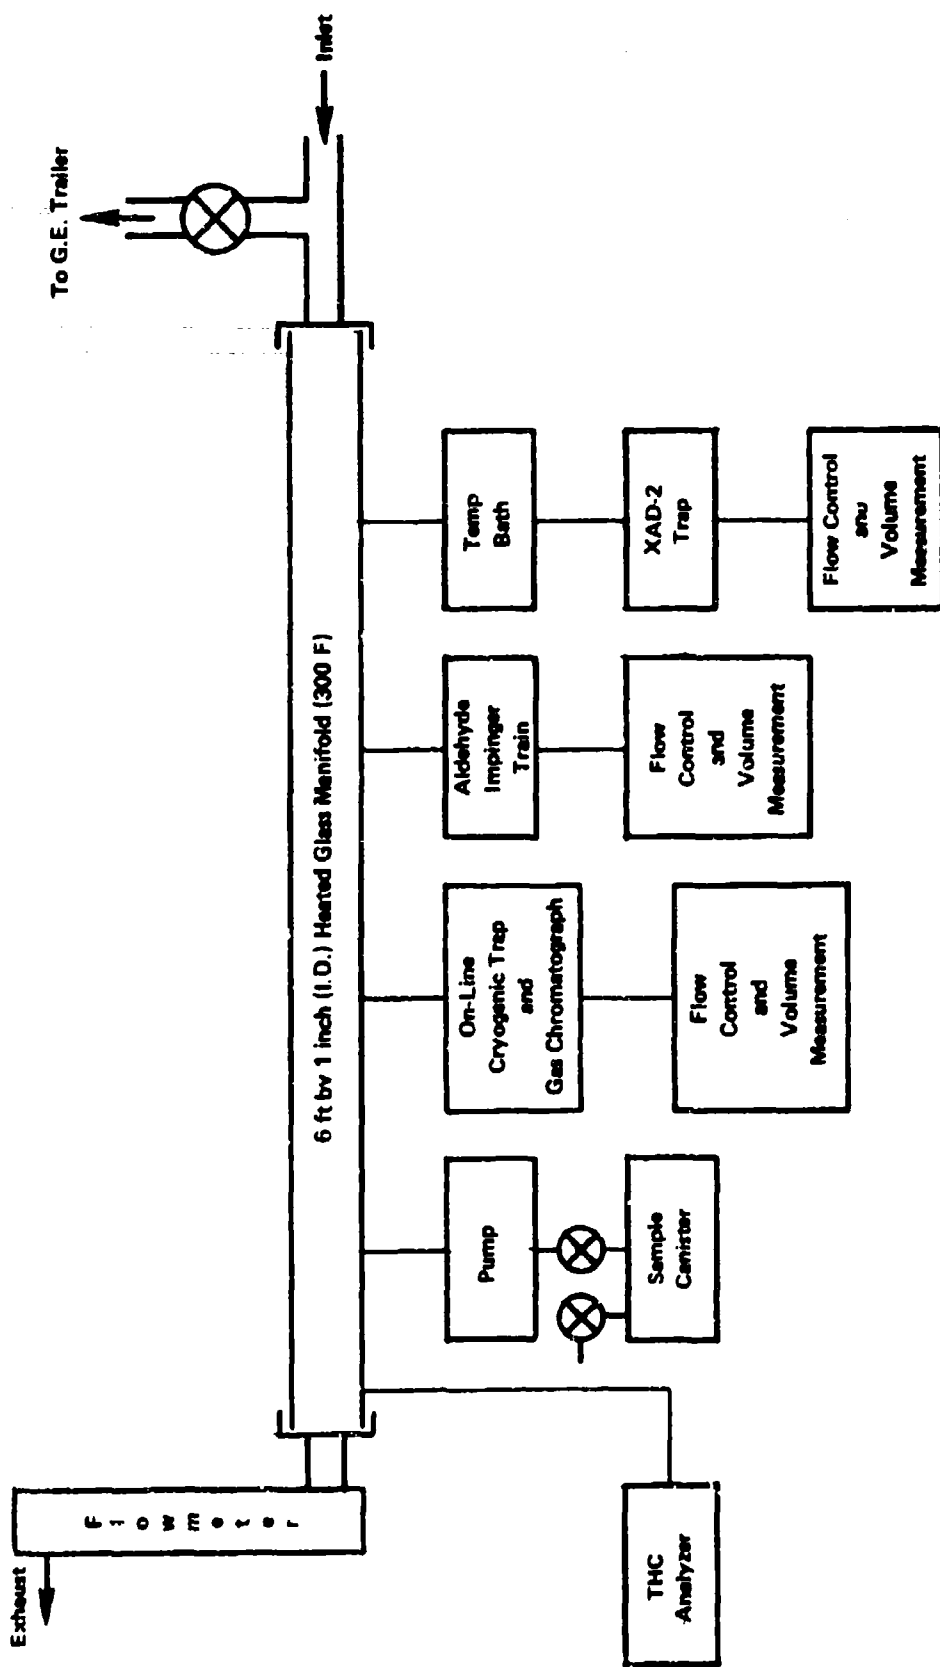 Exhaust
Flowmeter
To G.E. Trailer
Inlet
6 ft by 1 inch (I.D.) Heated Glass Manifold (300 F)
THC
Analyzer
Pump
Sample
Canister
On-Line
Cryogenic Trap
and
Gas Chromatograph
Flow
Control
and
Volume
Measurement
Aldehyde
Impinger
Train
Flow
Control
and
Volume
Measurement
Temp
Bath
XAD-2
Trap
Flow Control
and
Volume
Measurement